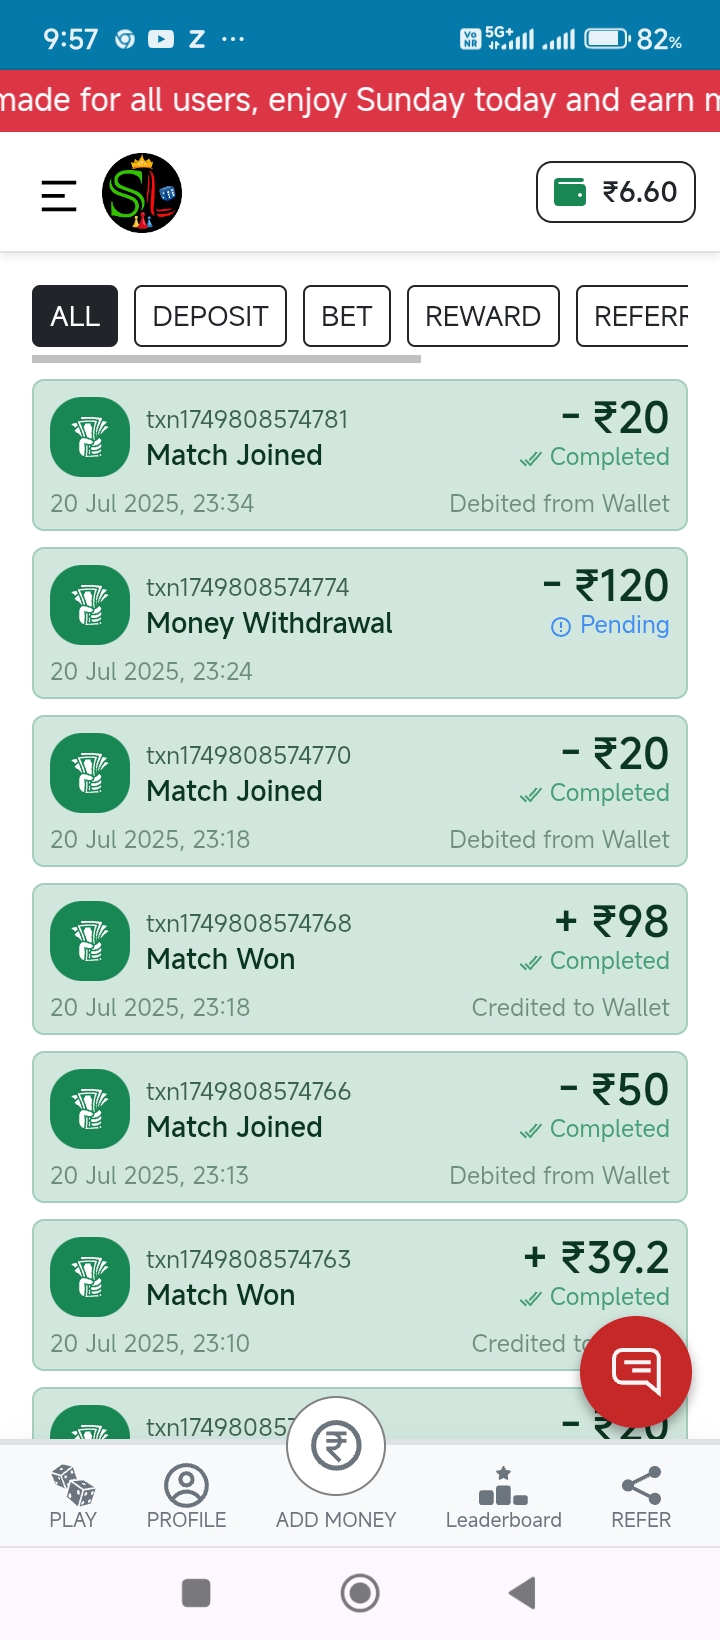 9:57 Z ...
Vo NR 5G+ 82%
made for all users, enjoy Sunday today and earn m
SL ₹6.60
ALL DEPOSIT BET REWARD REFERR
txn1749808574781 - ₹20
Match Joined Completed
20 Jul 2025, 23:34 Debited from Wallet
txn1749808574774 - ₹120
Money Withdrawal Pending
20 Jul 2025, 23:24
txn1749808574770 - ₹20
Match Joined Completed
20 Jul 2025, 23:18 Debited from Wallet
txn1749808574768 + ₹98
Match Won Completed
20 Jul 2025, 23:18 Credited to Wallet
txn1749808574766 - ₹50
Match Joined Completed
20 Jul 2025, 23:13 Debited from Wallet
txn1749808574763 + ₹39.2
Match Won Completed
20 Jul 2025, 23:10 Credited to
txn174980857 - ₹20
₹
PLAY PROFILE ADD MONEY Leaderboard REFER